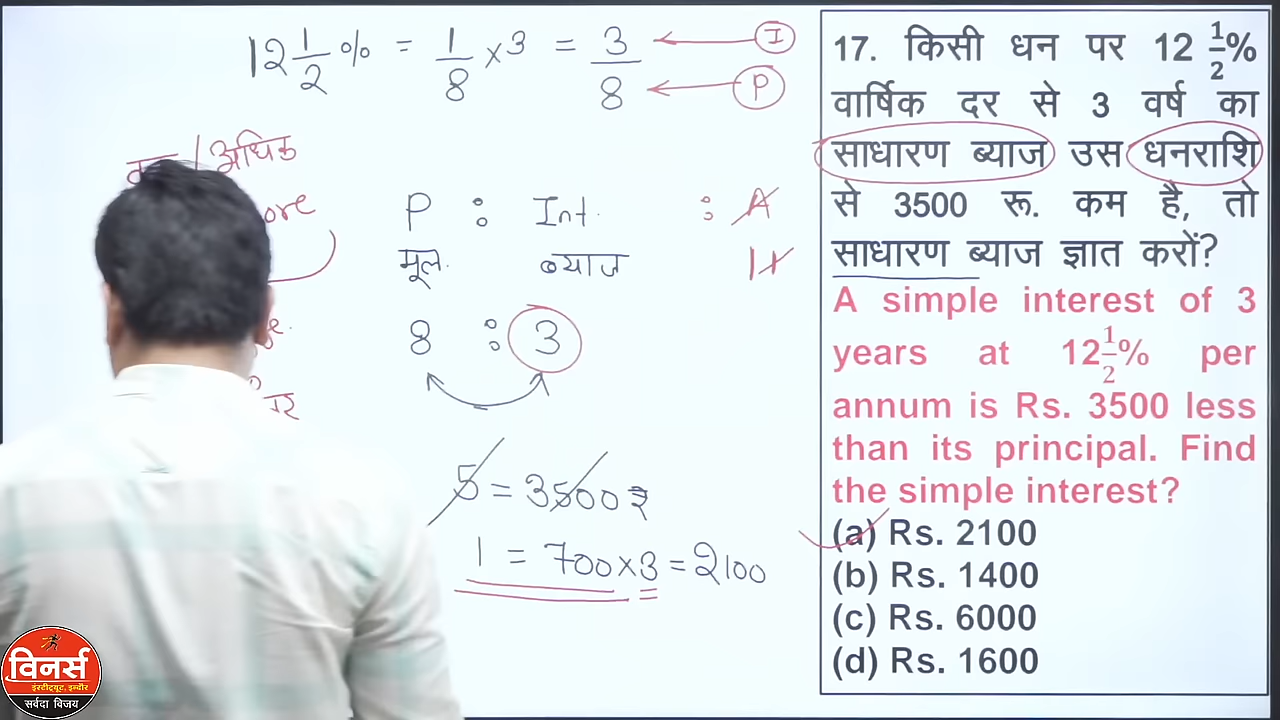 12 1/2 % = 1/8 × 3 = 3/8 ← I
← P
/ अधिक
ore
P : Int. : A
मूल. ब्याज
8 : 3
5 = 3500 ₹
1 = 700 × 3 = 2100
17. किसी धन पर 12 1/2%
वार्षिक दर से 3 वर्ष का
साधारण ब्याज उस धनराशि
से 3500 रू. कम है, तो
साधारण ब्याज ज्ञात करों?
A simple interest of 3
years at 12 1/2% per
annum is Rs. 3500 less
than its principal. Find
the simple interest?
(a) Rs. 2100
(b) Rs. 1400
(c) Rs. 6000
(d) Rs. 1600
विनर्स
इंस्टीट्यूट, इन्दौर
सर्वदा विजय